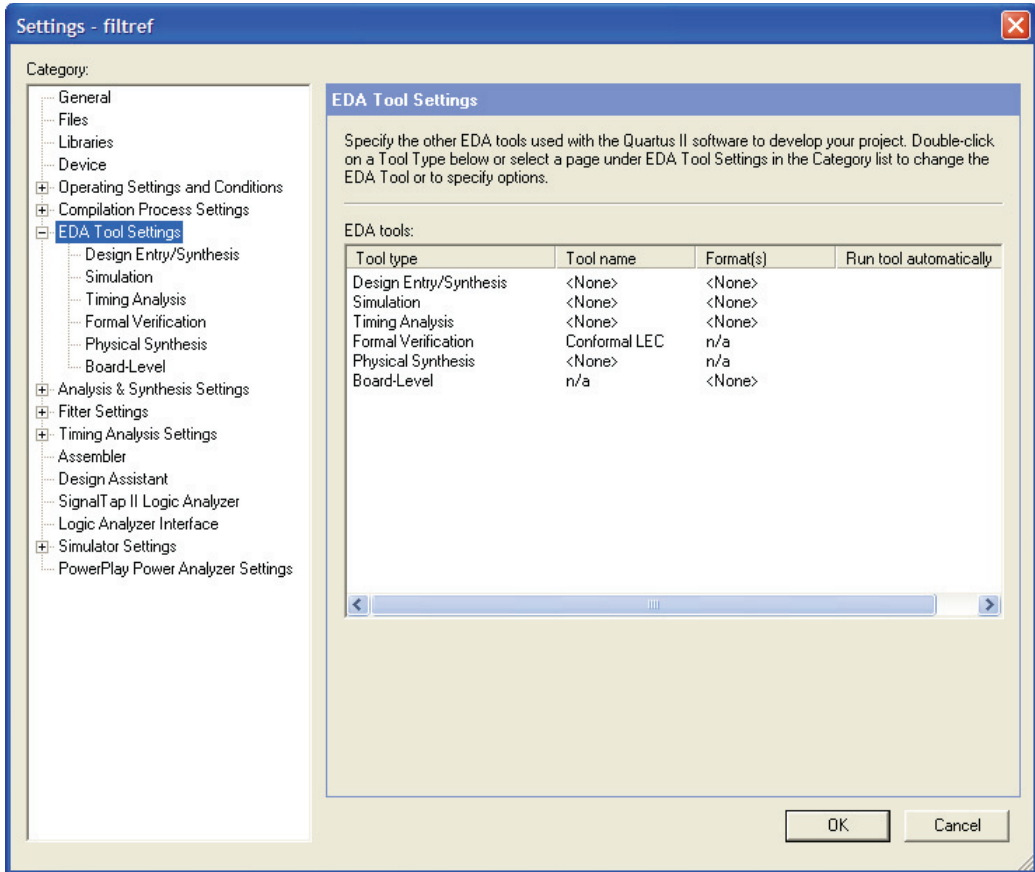 Settings - filtref
Category:
General
Files
Libraries
Device
Operating Settings and Conditions
Compilation Process Settings
EDA Tool Settings
Design Entry/Synthesis
Simulation
Timing Analysis
Formal Verification
Physical Synthesis
Board-Level
Analysis & Synthesis Settings
Fitter Settings
Timing Analysis Settings
Assembler
Design Assistant
SignalTap II Logic Analyzer
Logic Analyzer Interface
Simulator Settings
PowerPlay Power Analyzer Settings
EDA Tool Settings
Specify the other EDA tools used with the Quartus II software to develop your project. Double-click
on a Tool Type below or select a page under EDA Tool Settings in the Category list to change the
EDA Tool or to specify options.
EDA tools:
Tool type Tool name Format(s) Run tool automatically
Design Entry/Synthesis <None> <None>
Simulation <None> <None>
Timing Analysis <None> <None>
Formal Verification Conformal LEC n/a
Physical Synthesis <None> n/a
Board-Level n/a <None>
OK Cancel